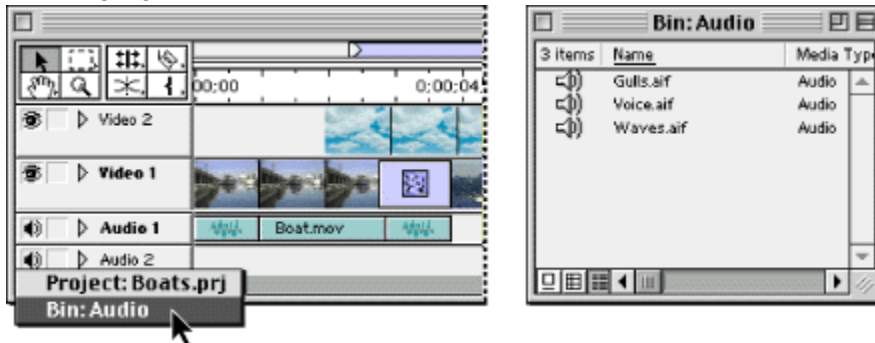 00:00 0;00;04;
Video 2
Video 1
Audio 1 Boat.mov
Audio 2
Project: Boats.prj
Bin: Audio
Bin: Audio
3 items Name Media Type
Gulls.aif Audio
Voice.aif Audio
Waves.aif Audio